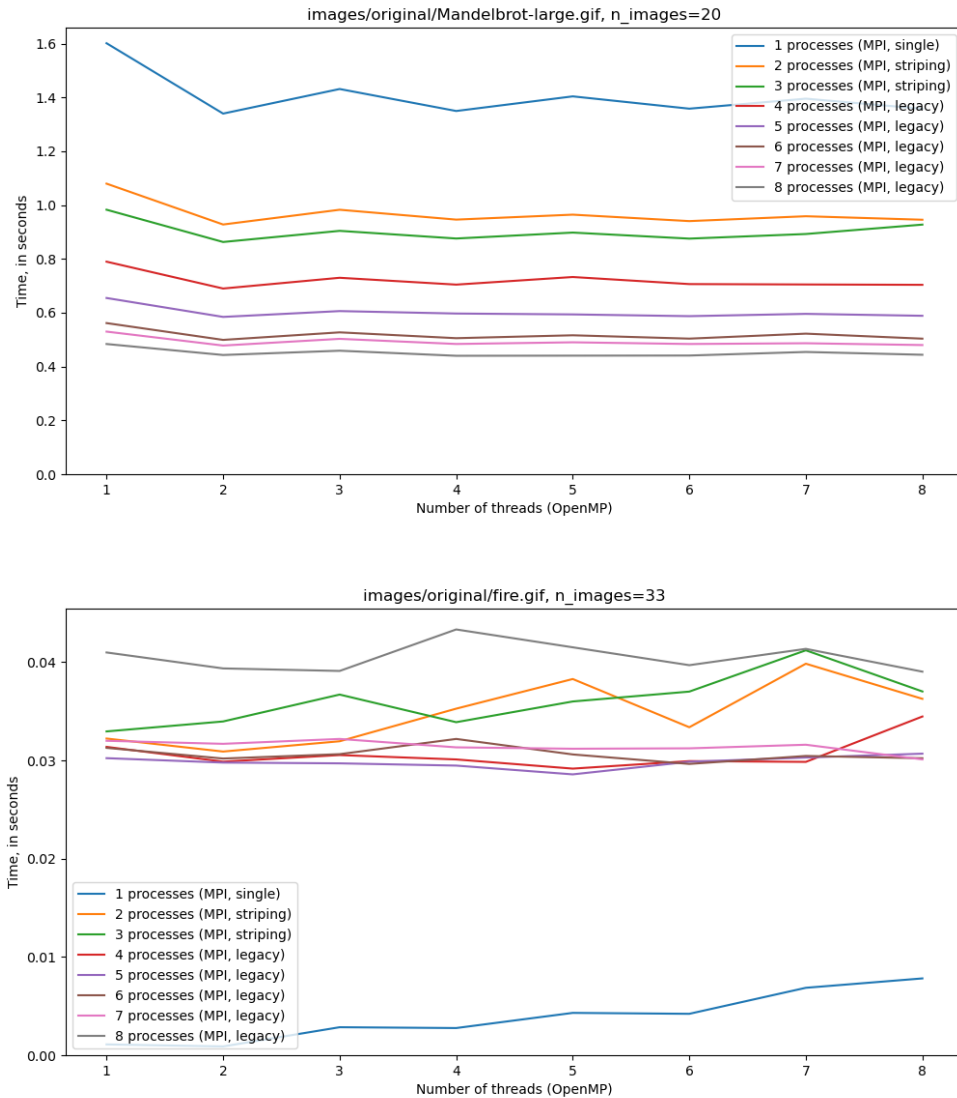 images/original/Mandelbrot-large.gif, n_images=20
1.6
1.4
1.2
1.0
0.8
0.6
0.4
0.2
0.0
Time, in seconds
1 processes (MPI, single)
2 processes (MPI, striping)
3 processes (MPI, striping)
4 processes (MPI, legacy)
5 processes (MPI, legacy)
6 processes (MPI, legacy)
7 processes (MPI, legacy)
8 processes (MPI, legacy)
1 2 3 4 5 6 7 8
Number of threads (OpenMP)
images/original/fire.gif, n_images=33
0.04
0.03
0.02
0.01
0.00
Time, in seconds
1 processes (MPI, single)
2 processes (MPI, striping)
3 processes (MPI, striping)
4 processes (MPI, legacy)
5 processes (MPI, legacy)
6 processes (MPI, legacy)
7 processes (MPI, legacy)
8 processes (MPI, legacy)
1 2 3 4 5 6 7 8
Number of threads (OpenMP)